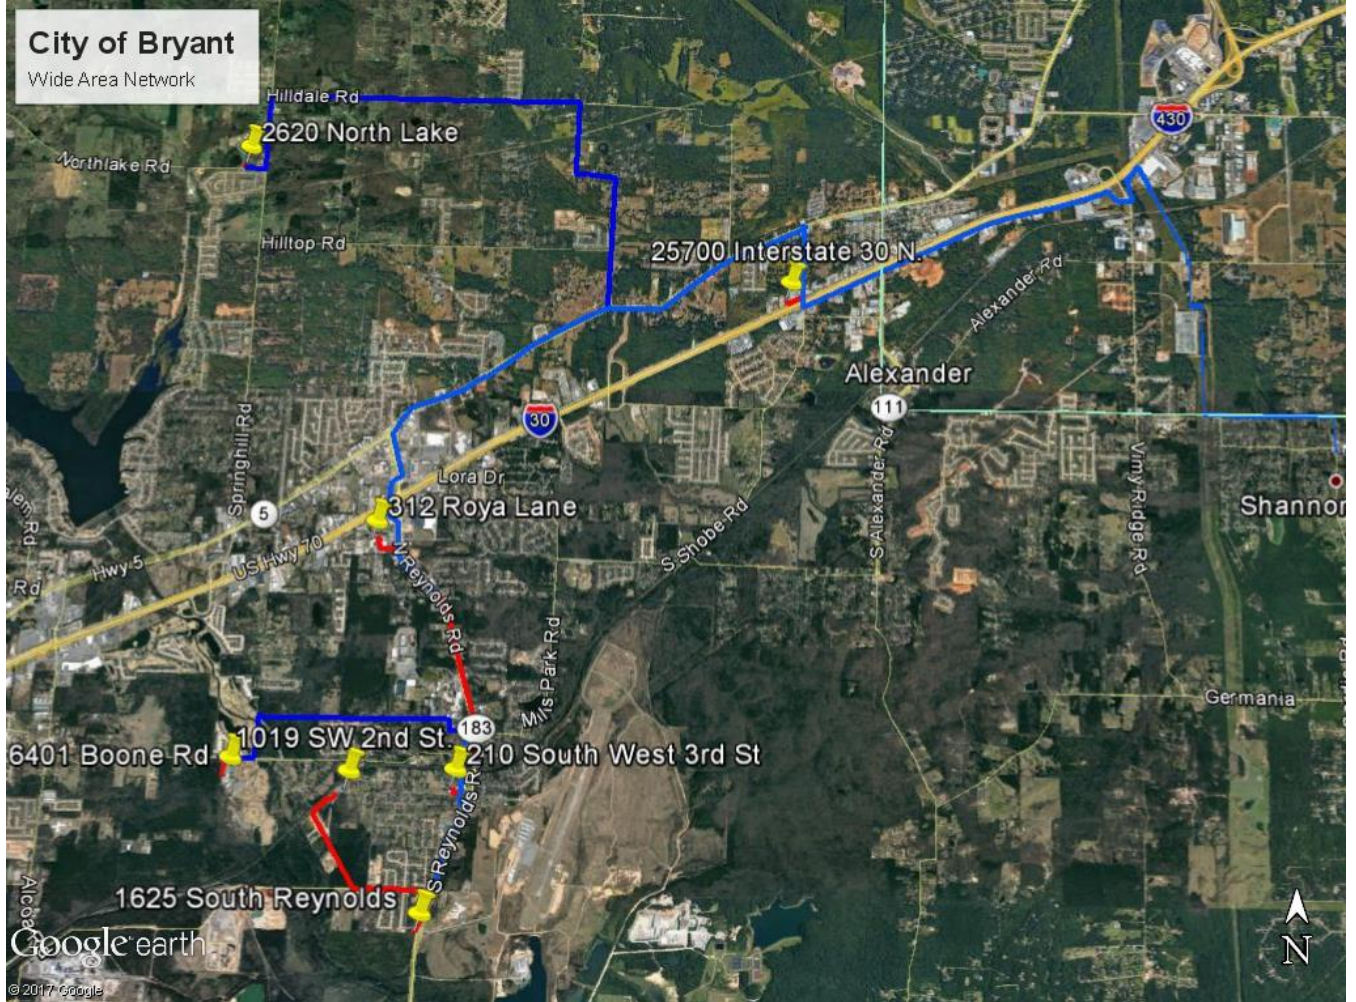 City of Bryant
Wide Area Network
Hilldale Rd
430
2620 North Lake
Northlake Rd
Hilltop Rd
25700 Interstate 30 N.
Alexander Rd
Alexander
111
30
Springhill Rd
Lora Dr
5
312 Roya Lane
Shannon
S Shobe Rd
S Alexander Rd
Vimy Ridge Rd
US Hwy 70
Hwy 5
Rd
Rd
N Reynolds Rd
Mills Park Rd
Germania
183
1019 SW 2nd St.
6401 Boone Rd
210 South West 3rd St
S Reynolds R
1625 South Reynolds
Google earth
N
© 2017 Google